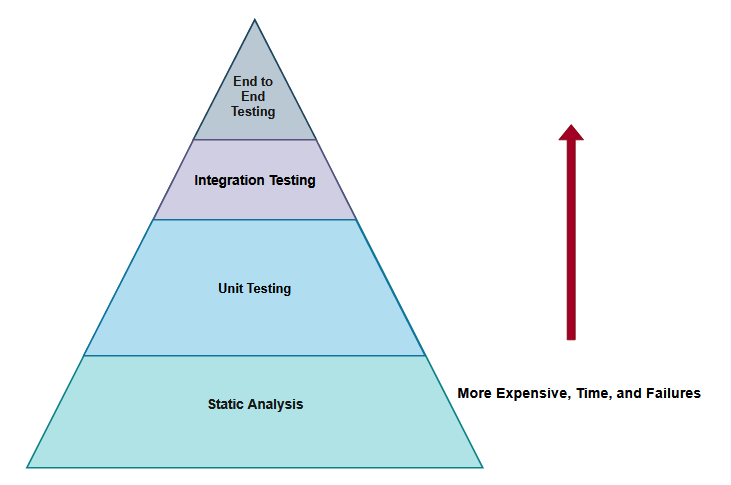 End to
End
Testing
Integration Testing
Unit Testing
Static Analysis
More Expensive, Time, and Failures